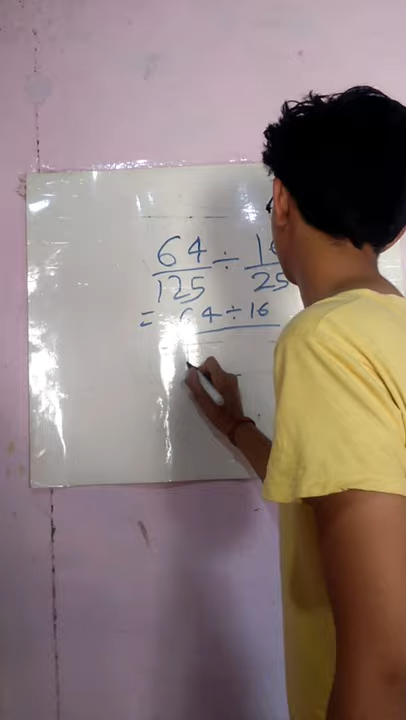 64/125 ÷ 1 /25
= 64 ÷ 16